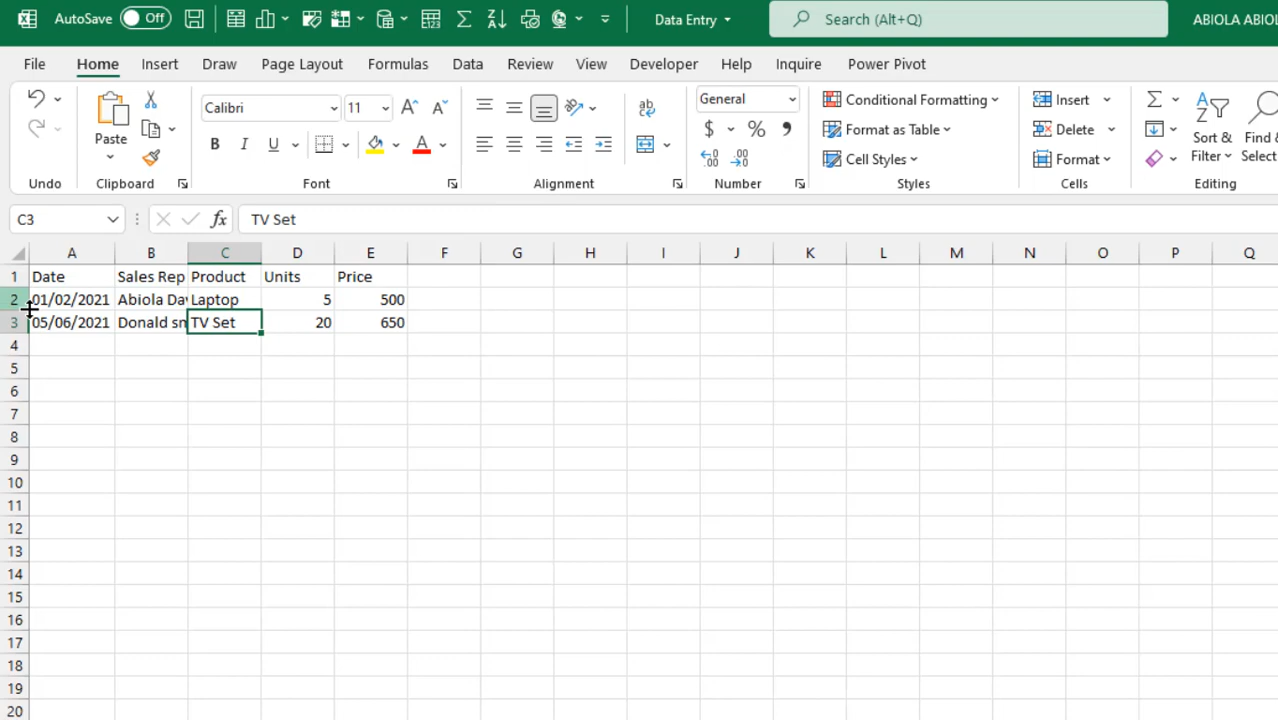 AutoSave Off Data Entry Search (Alt+Q) ABIOLA ABIOL
File Home Insert Draw Page Layout Formulas Data Review View Developer Help Inquire Power Pivot
Paste
Calibri 11
B I U A
ab
General
$ %
Conditional Formatting
Format as Table
Cell Styles
Insert
Delete
Format
Sort &
Filter
Find &
Select
Undo Clipboard Font Alignment Number Styles Cells Editing
C3 fx TV Set
A B C D E F G H I J K L M N O P Q
1 Date Sales Rep Product Units Price
2 01/02/2021 Abiola Dav Laptop 5 500
3 05/06/2021 Donald sm TV Set 20 650
4
5
6
7
8
9
10
11
12
13
14
15
16
17
18
19
20